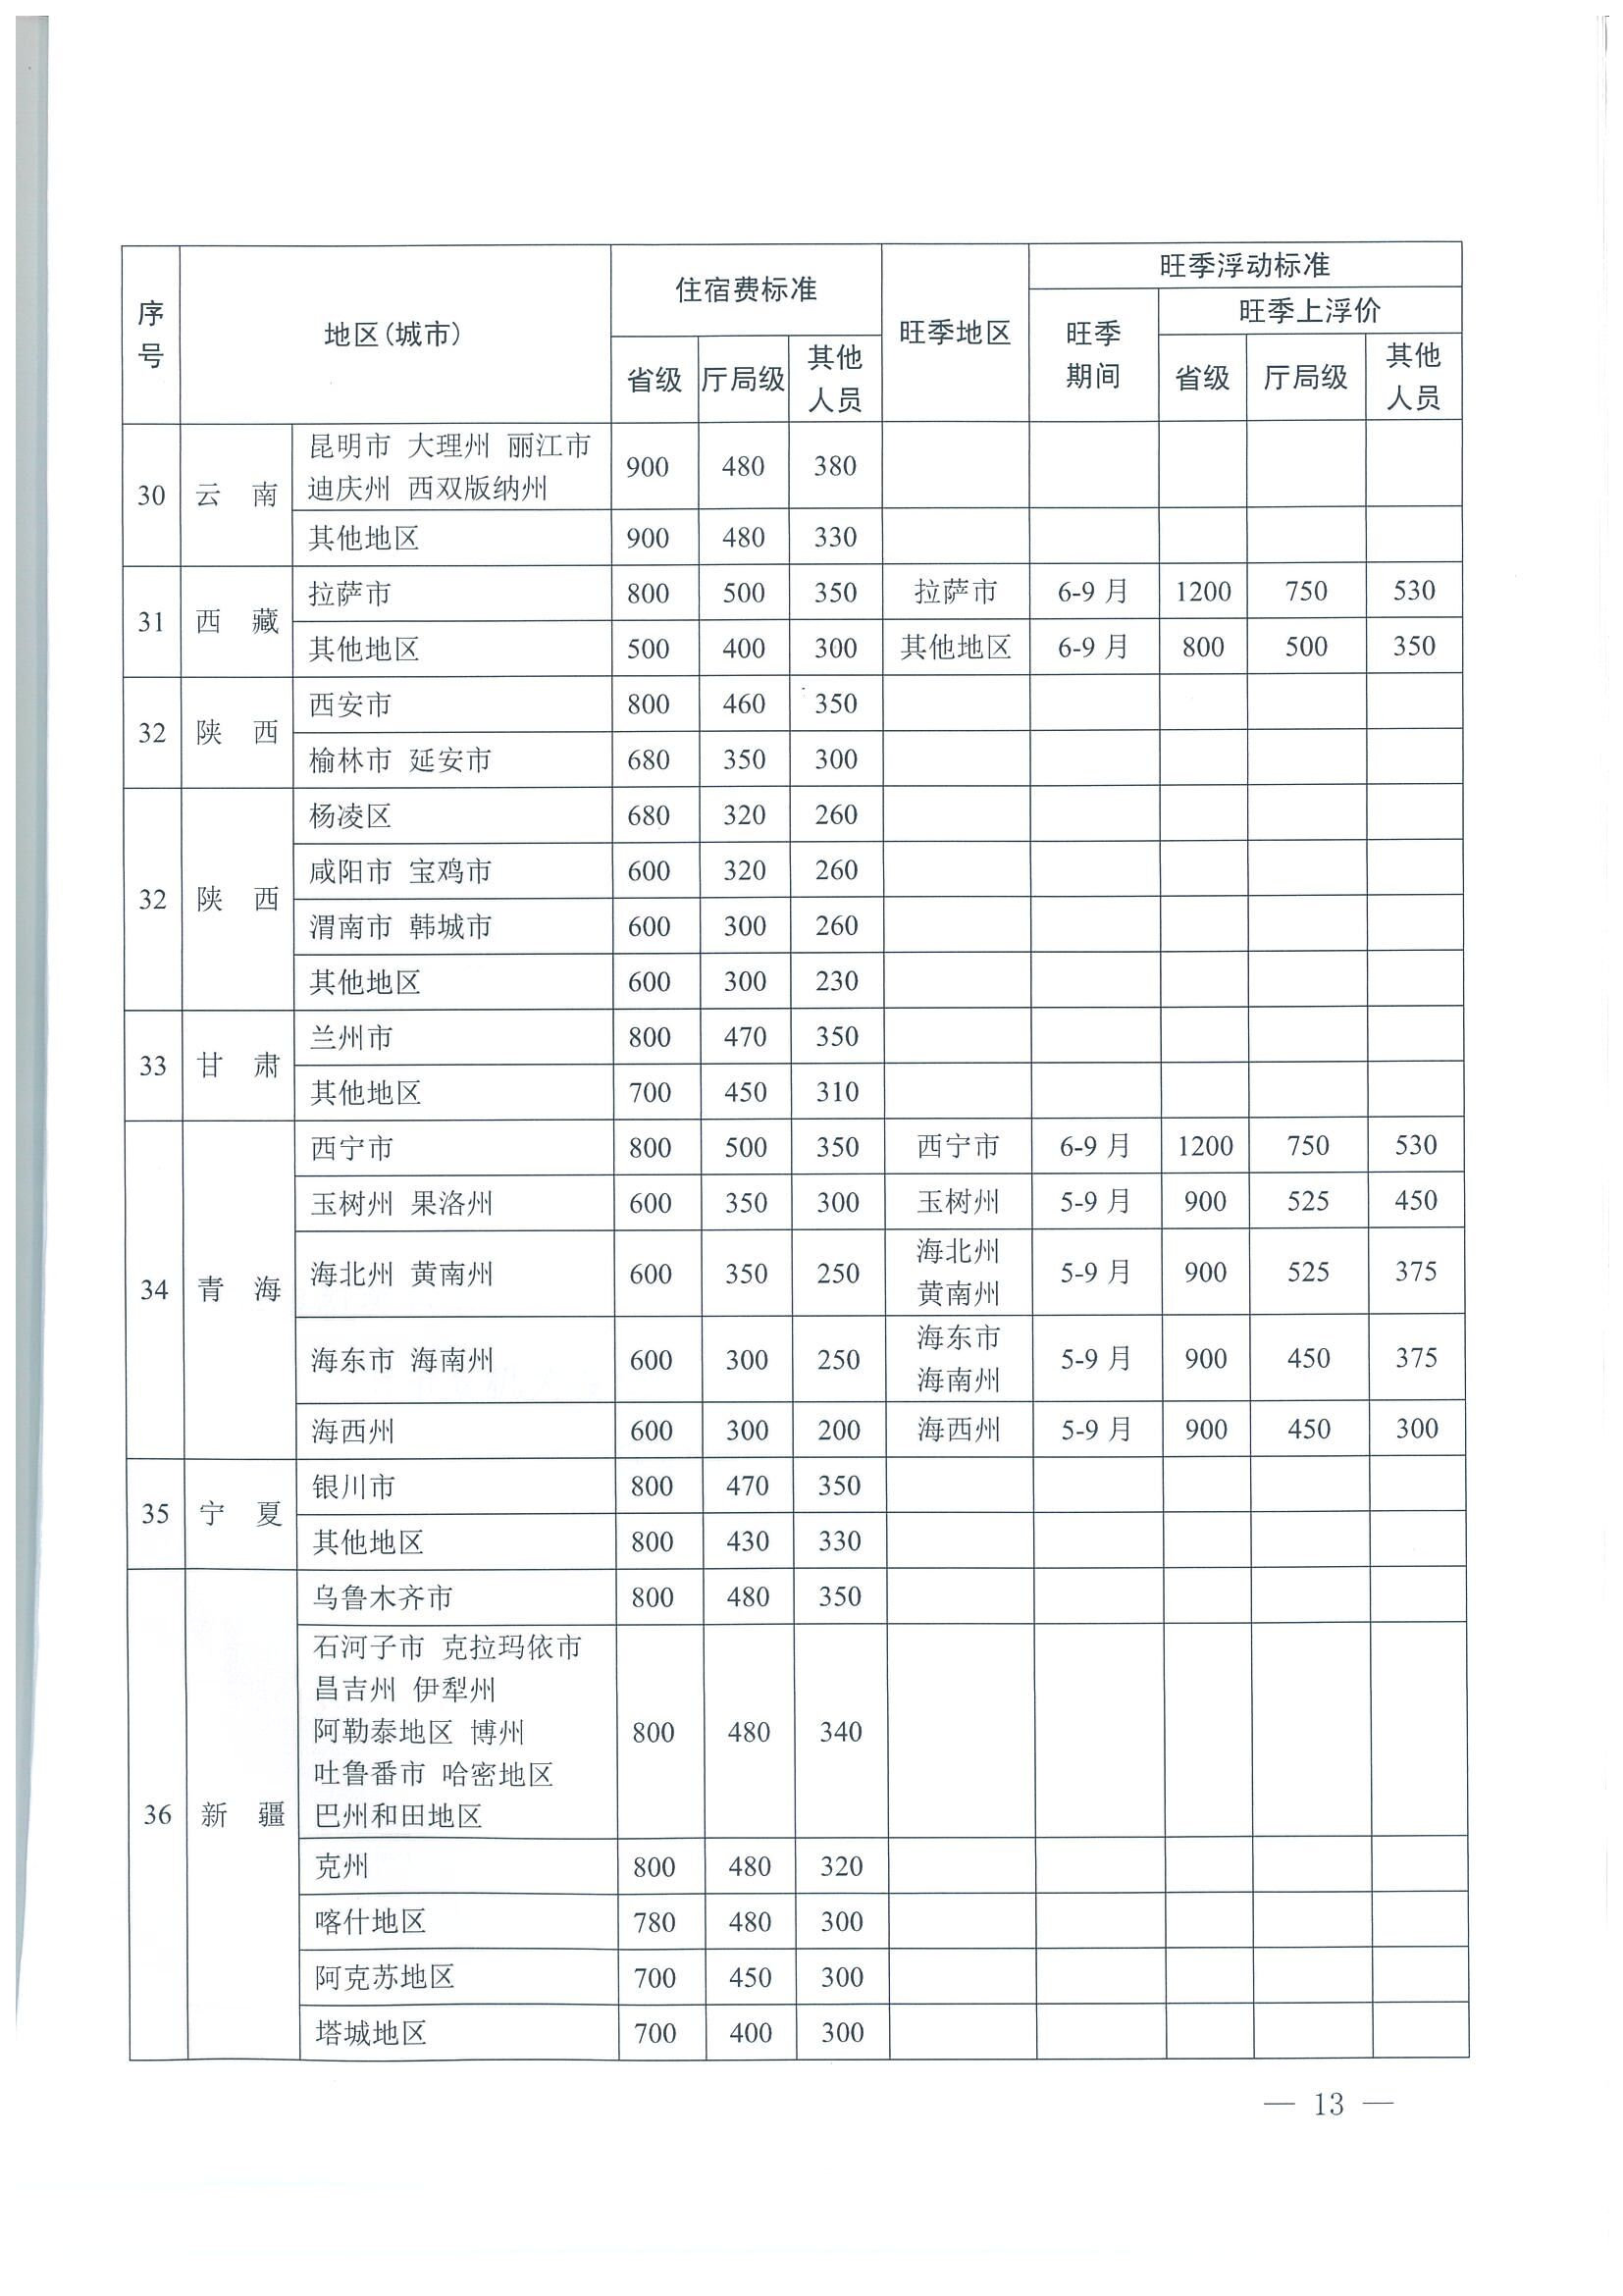 序号 地区(城市) 住宿费标准 旺季地区 旺季浮动标准
旺季期间 旺季上浮价
省级 厅局级 其他人员 省级 厅局级 其他人员
30 云 南 昆明市 大理州 丽江市
迪庆州 西双版纳州 900 480 380
其他地区 900 480 330
31 西 藏 拉萨市 800 500 350 拉萨市 6-9 月 1200 750 530
其他地区 500 400 300 其他地区 6-9 月 800 500 350
32 陕 西 西安市 800 460 350
榆林市 延安市 680 350 300
32 陕 西 杨凌区 680 320 260
咸阳市 宝鸡市 600 320 260
渭南市 韩城市 600 300 260
其他地区 600 300 230
33 甘 肃 兰州市 800 470 350
其他地区 700 450 310
34 青 海 西宁市 800 500 350 西宁市 6-9 月 1200 750 530
玉树州 果洛州 600 350 300 玉树州 5-9 月 900 525 450
海北州 黄南州 600 350 250 海北州 黄南州 5-9 月 900 525 375
海东市 海南州 600 300 250 海东市 海南州 5-9 月 900 450 375
海西州 600 300 200 海西州 5-9 月 900 450 300
35 宁 夏 银川市 800 470 350
其他地区 800 430 330
36 新 疆 乌鲁木齐市 800 480 350
石河子市 克拉玛依市
昌吉州 伊犁州
阿勒泰地区 博州 800 480 340
吐鲁番市 哈密地区
巴州和田地区
克州 800 480 320
喀什地区 780 480 300
阿克苏地区 700 450 300
塔城地区 700 400 300
— 13 —